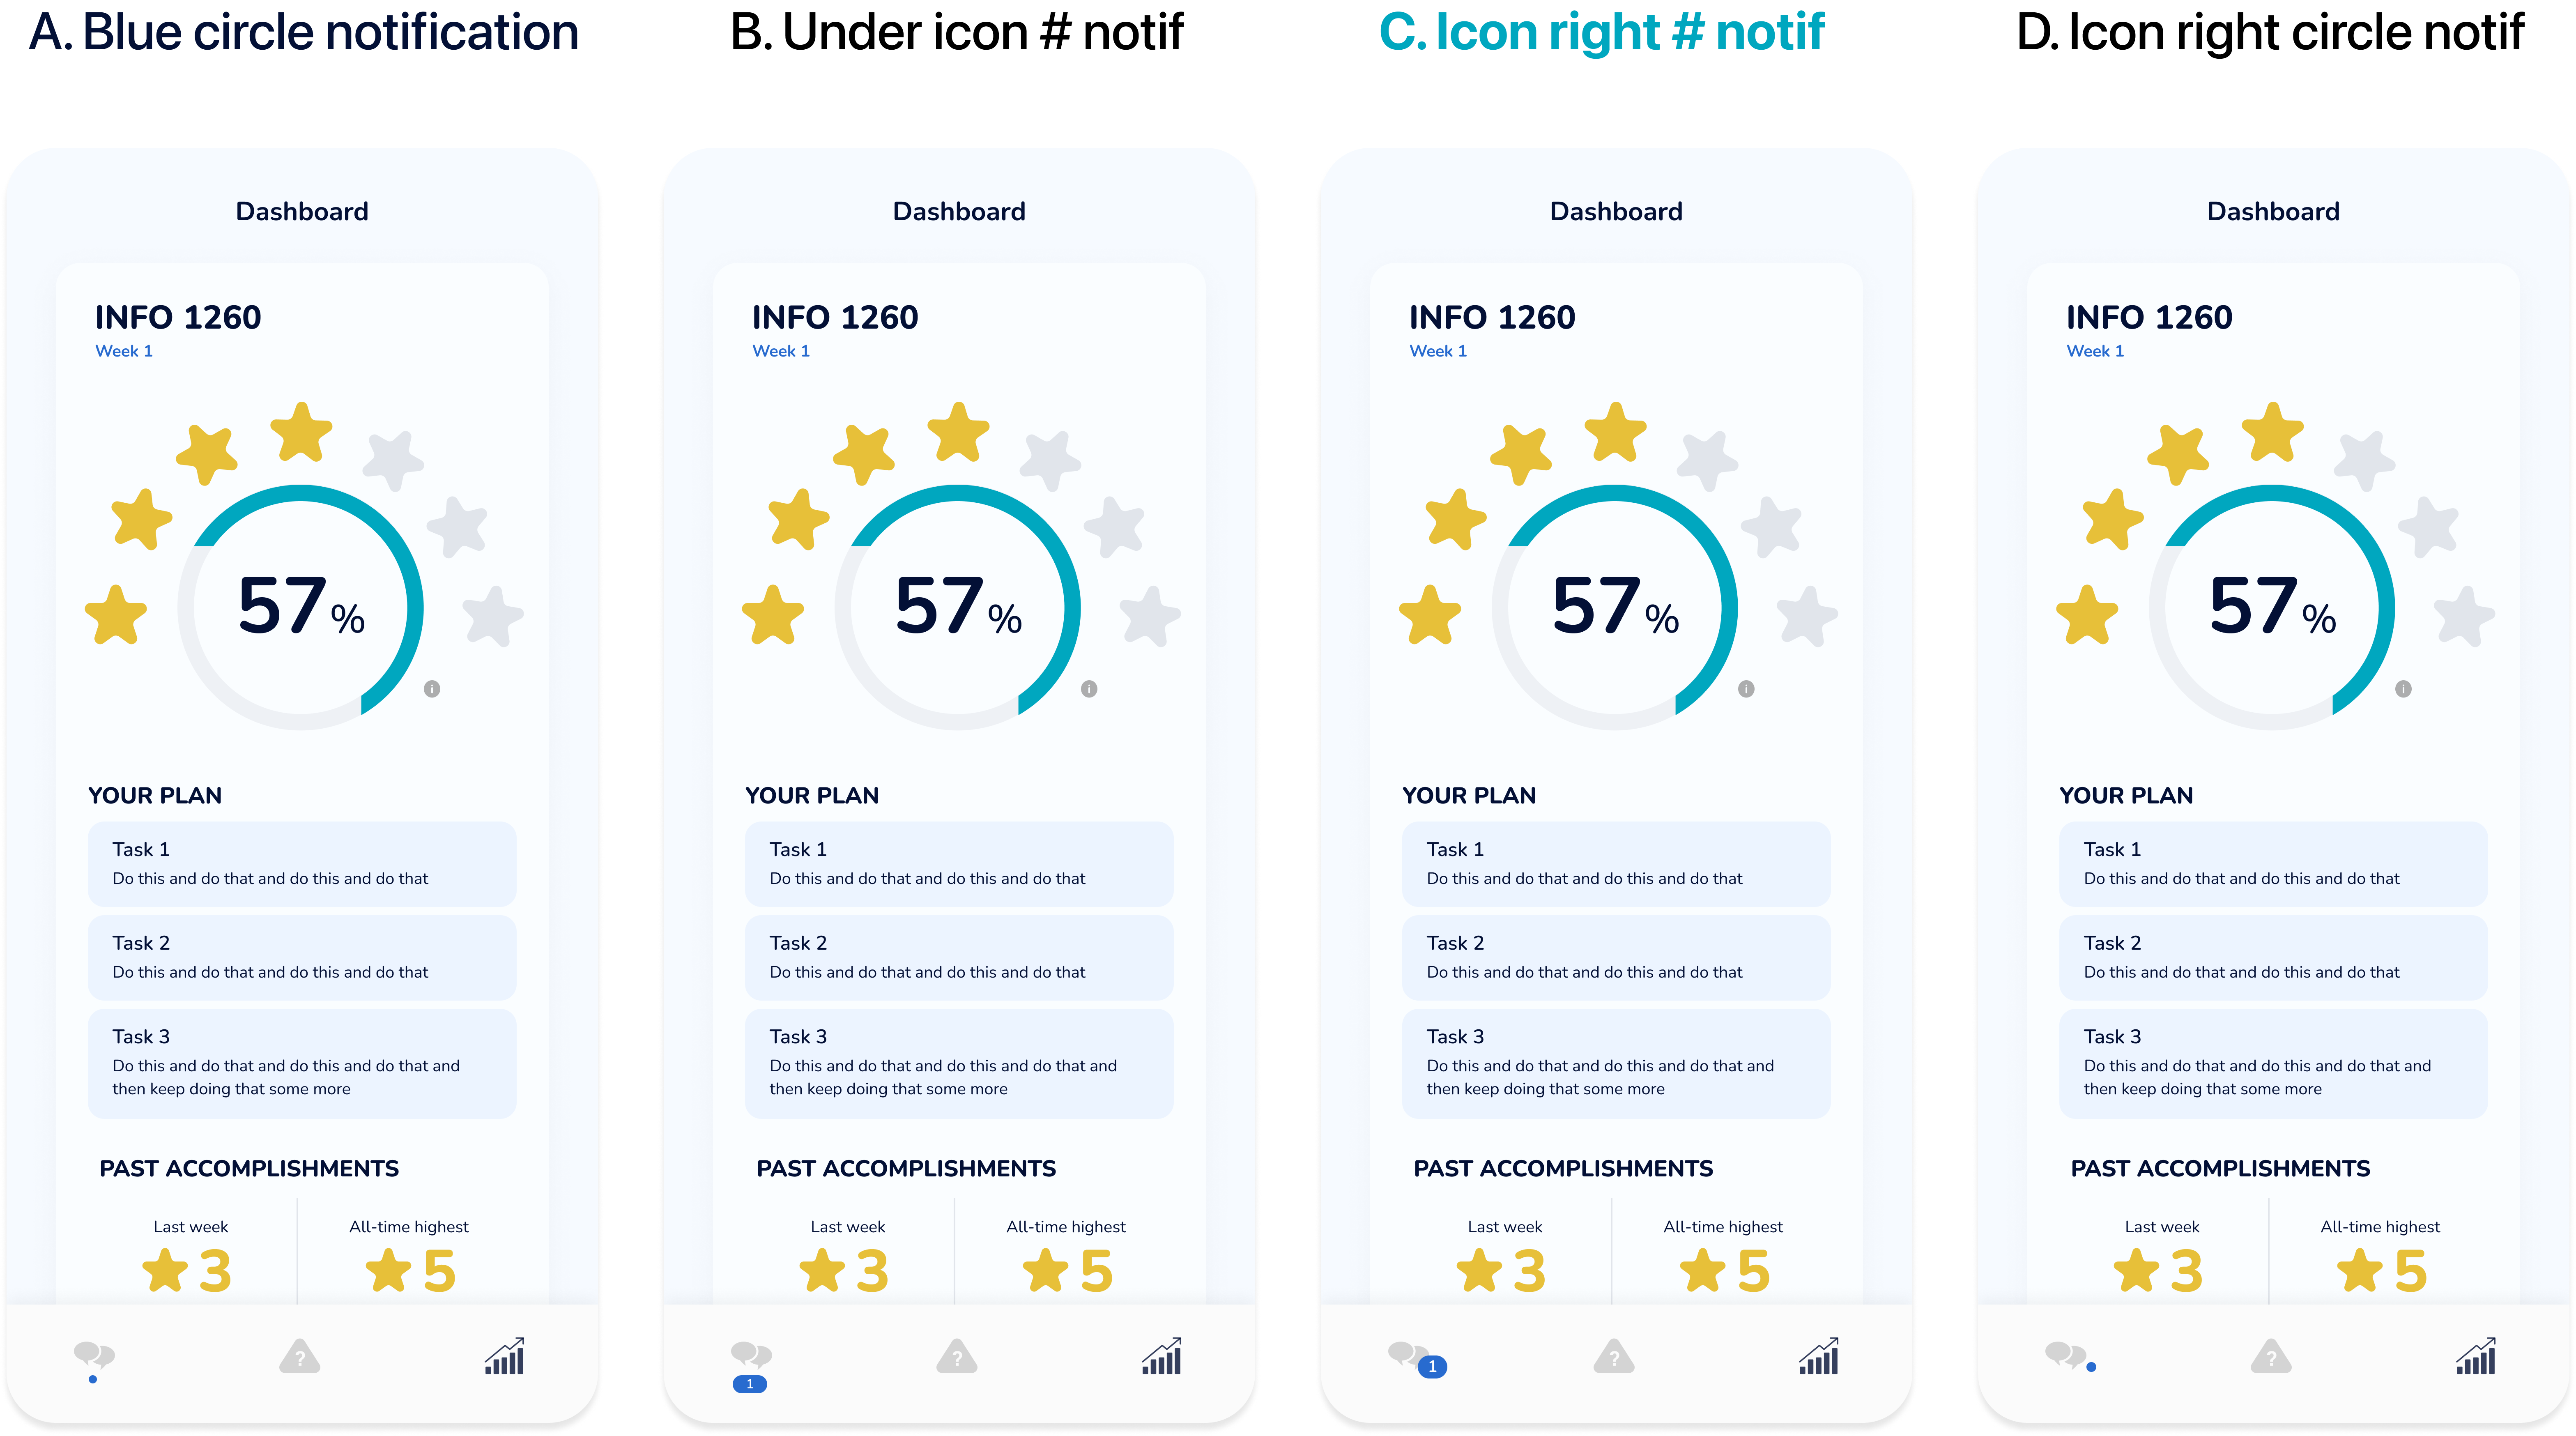 A. Blue circle notification
Dashboard
INFO 1260
Week 1
57%
i
YOUR PLAN
Task 1
Do this and do that and do this and do that
Task 2
Do this and do that and do this and do that
Task 3
Do this and do that and do this and do that and
then keep doing that some more
PAST ACCOMPLISHMENTS
Last week
3
All-time highest
5
?
B. Under icon # notif
Dashboard
INFO 1260
Week 1
57%
i
YOUR PLAN
Task 1
Do this and do that and do this and do that
Task 2
Do this and do that and do this and do that
Task 3
Do this and do that and do this and do that and
then keep doing that some more
PAST ACCOMPLISHMENTS
Last week
3
All-time highest
5
1
?
C. Icon right # notif
Dashboard
INFO 1260
Week 1
57%
i
YOUR PLAN
Task 1
Do this and do that and do this and do that
Task 2
Do this and do that and do this and do that
Task 3
Do this and do that and do this and do that and
then keep doing that some more
PAST ACCOMPLISHMENTS
Last week
3
All-time highest
5
1
?
D. Icon right circle notif
Dashboard
INFO 1260
Week 1
57%
i
YOUR PLAN
Task 1
Do this and do that and do this and do that
Task 2
Do this and do that and do this and do that
Task 3
Do this and do that and do this and do that and
then keep doing that some more
PAST ACCOMPLISHMENTS
Last week
3
All-time highest
5
?